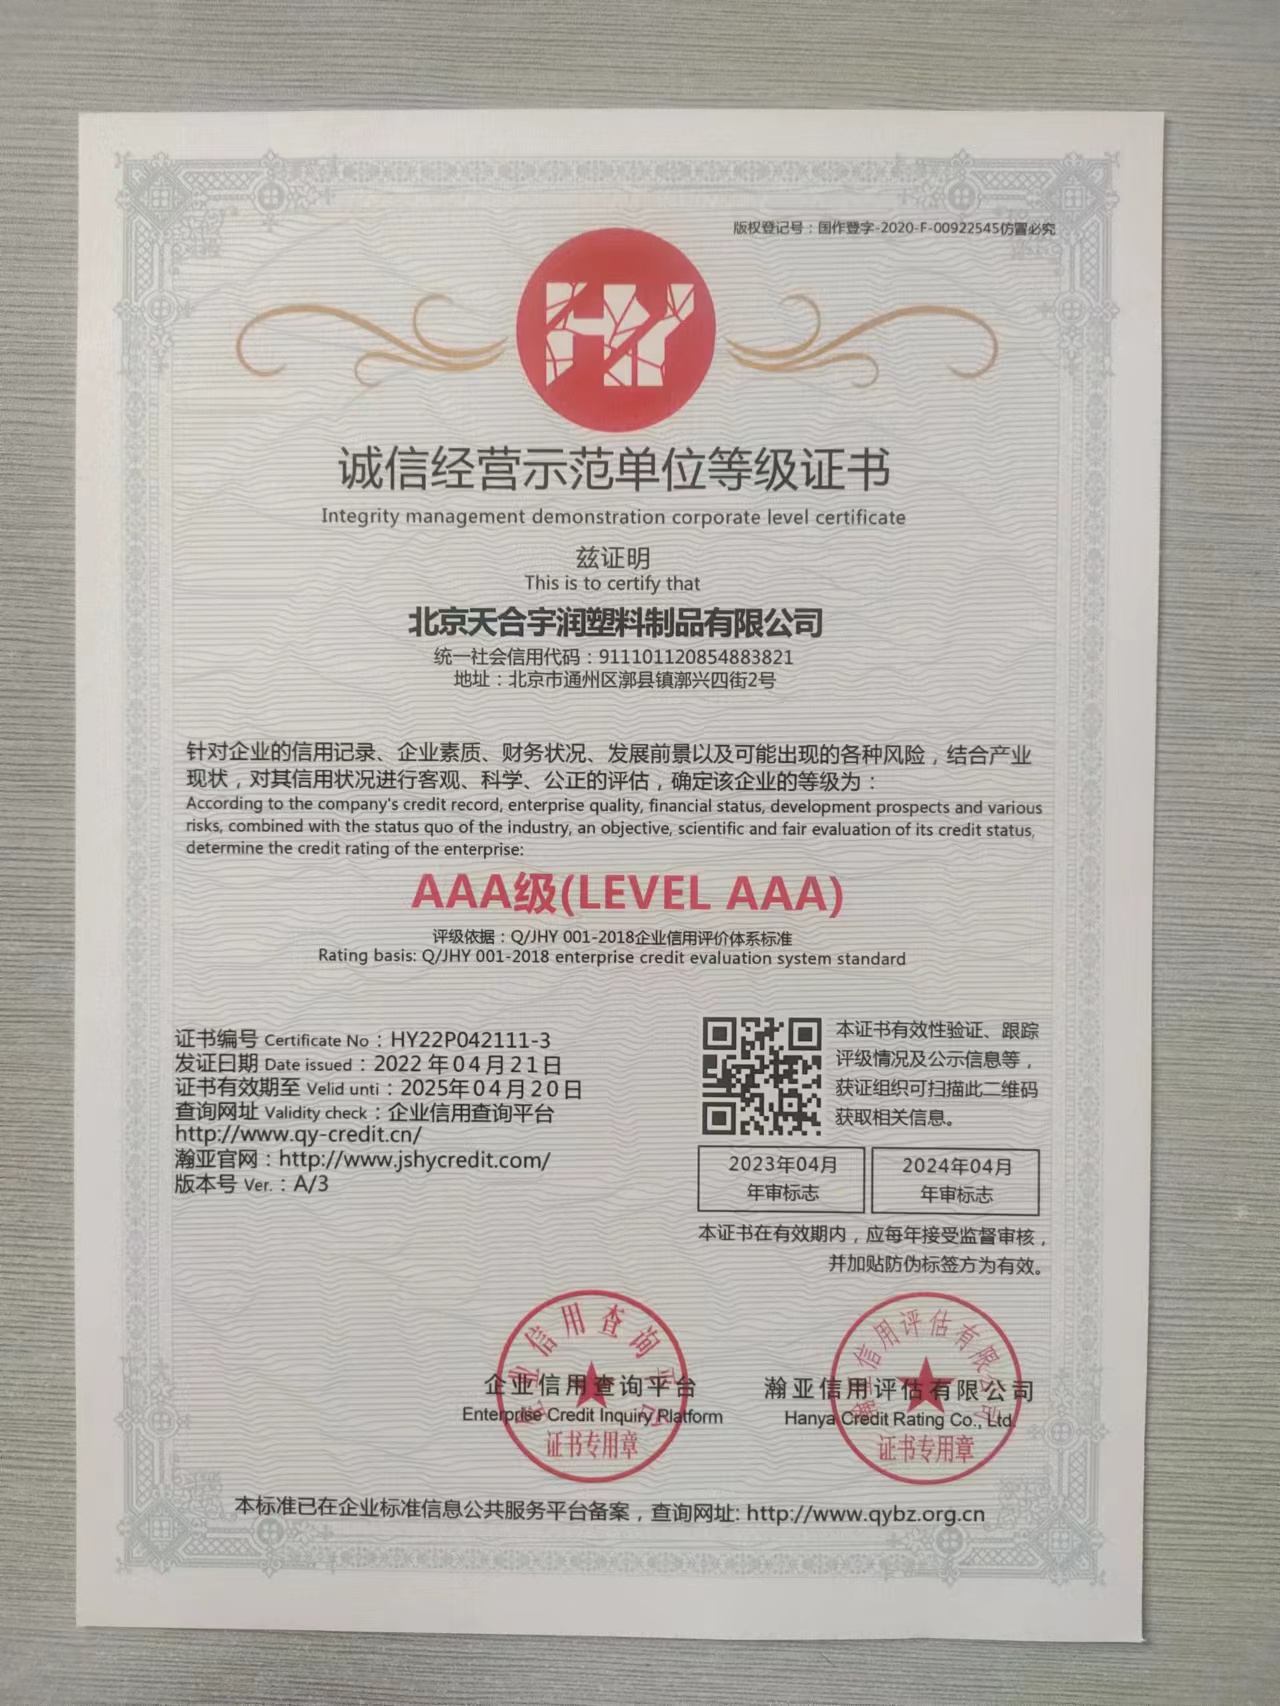 版权登记号：国作登字-2020-F-00922545仿冒必究
HY
诚信经营示范单位等级证书
Integrity management demonstration corporate level certificate
兹证明
This is to certify that
北京天合宇润塑料制品有限公司
统一社会信用代码：911101120854883821
地址：北京市通州区漷县镇漷兴四街2号
针对企业的信用记录、企业素质、财务状况、发展前景以及可能出现的各种风险，结合产业
现状，对其信用状况进行客观、科学、公正的评估，确定该企业的等级为：
According to the company's credit record, enterprise quality, financial status, development prospects and various
risks, combined with the status quo of the industry, an objective, scientific and fair evaluation of its credit status,
determine the credit rating of the enterprise:
AAA级(LEVEL AAA)
评级依据：Q/JHY 001-2018企业信用评价体系标准
Rating basis: Q/JHY 001-2018 enterprise credit evaluation system standard
证书编号 Certificate No：HY22P042111-3
发证日期 Date issued：2022 年04月21日
证书有效期至 Velid unti：2025年04月20日
查询网址 Validity check：企业信用查询平台
http://www.qy-credit.cn/
瀚亚官网：http://www.jshycredit.com/
版本号 Ver.：A/3
本证书有效性验证、跟踪
评级情况及公示信息等，
获证组织可扫描此二维码
获取相关信息。
2023年04月
年审标志
2024年04月
年审标志
本证书在有效期内，应每年接受监督审核，
并加贴防伪标签方为有效。
企业信用查询平台
企业信用查询平台
Enterprise Credit Inquiry Platform
证书专用章
瀚亚信用评估有限公司
瀚亚信用评估有限公司
Hanya Credit Rating Co., Ltd.
证书专用章
本标准已在企业标准信息公共服务平台备案，查询网址: http://www.qybz.org.cn